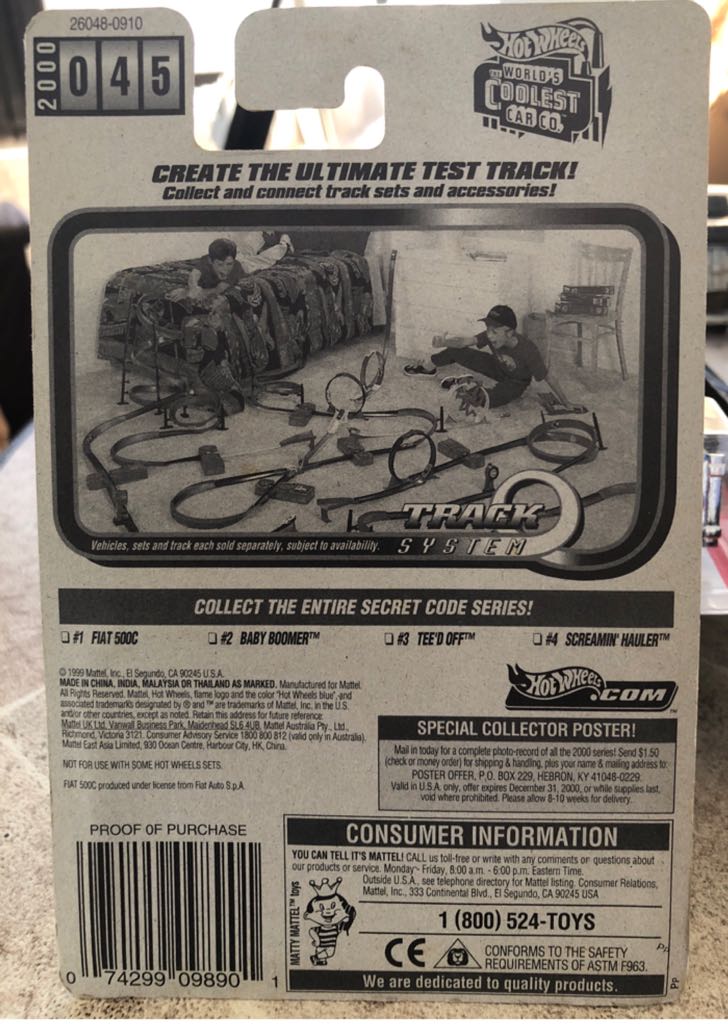 26048-0910
2000
045
HOT WHEELS
THE WORLD'S
COOLEST
CAR CO.™
CREATE THE ULTIMATE TEST TRACK!
Collect and connect track sets and accessories!
TRACK
SYSTEM
Vehicles, sets and track each sold separately, subject to availability.
COLLECT THE ENTIRE SECRET CODE SERIES!
#1 FIAT 500C
#2 BABY BOOMER™
#3 TEE'D OFF™
#4 SCREAMIN' HAULER™
© 1999 Mattel, Inc., El Segundo, CA 90245 U.S.A.
MADE IN CHINA, INDIA, MALAYSIA OR THAILAND AS MARKED. Manufactured for Mattel.
All Rights Reserved. Mattel, Hot Wheels, flame logo and the color "Hot Wheels blue", and
associated trademarks designated by ® and ™ are trademarks of Mattel, Inc. in the U.S.
and/or other countries, except as noted. Retain this address for future reference:
Mattel UK Ltd, Vanwall Business Park, Maidenhead SL6 4UB. Mattel Australia Pty., Ltd.,
Richmond, Victoria 3121. Consumer Advisory Service 1800 800 812 (valid only in Australia).
Mattel East Asia Limited, 930 Ocean Centre, Harbour City, HK, China.
NOT FOR USE WITH SOME HOT WHEELS SETS.
FIAT 500C produced under license from Fiat Auto S.p.A.
HOT WHEELS.COM™
SPECIAL COLLECTOR POSTER!
Mail in today for a complete photo-record of all the 2000 series! Send $1.50
(check or money order) for shipping & handling, plus your name & mailing address to:
POSTER OFFER, P.O. BOX 229, HEBRON, KY 41048-0229.
Valid in U.S.A. only, offer expires December 31, 2000, or while supplies last,
void where prohibited. Please allow 8-10 weeks for delivery.
PROOF OF PURCHASE
0 74299 09890 1
CONSUMER INFORMATION
YOU CAN TELL IT'S MATTEL! CALL us toll-free or write with any comments or questions about
our products or service. Monday - Friday, 8:00 a.m. - 6:00 p.m. Eastern Time.
Outside U.S.A., see telephone directory for Mattel listing. Consumer Relations,
Mattel, Inc., 333 Continental Blvd., El Segundo, CA 90245 USA
MATTY MATTEL™ toys
1 (800) 524-TOYS
CE
CONFORMS TO THE SAFETY
REQUIREMENTS OF ASTM F963.
We are dedicated to quality products.
Pp
PP